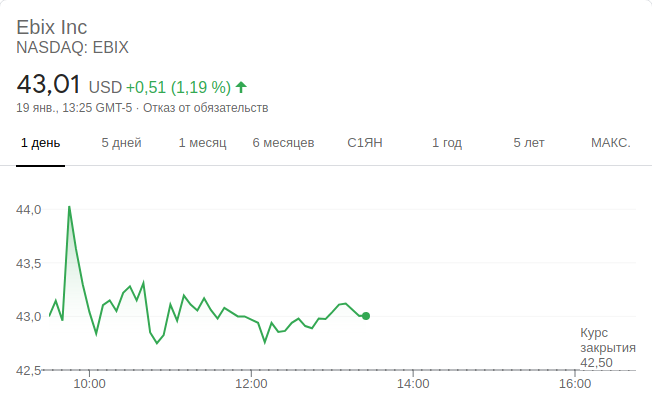 Ebix Inc
NASDAQ: EBIX
43,01 USD +0,51 (1,19 %)
19 янв., 13:25 GMT-5 · Отказ от обязательств
1 день 5 дней 1 месяц 6 месяцев С1ЯН 1 год 5 лет МАКС.
44,0
43,5
43,0
Курс
закрытия
42,50
42,5
10:00 12:00 14:00 16:00